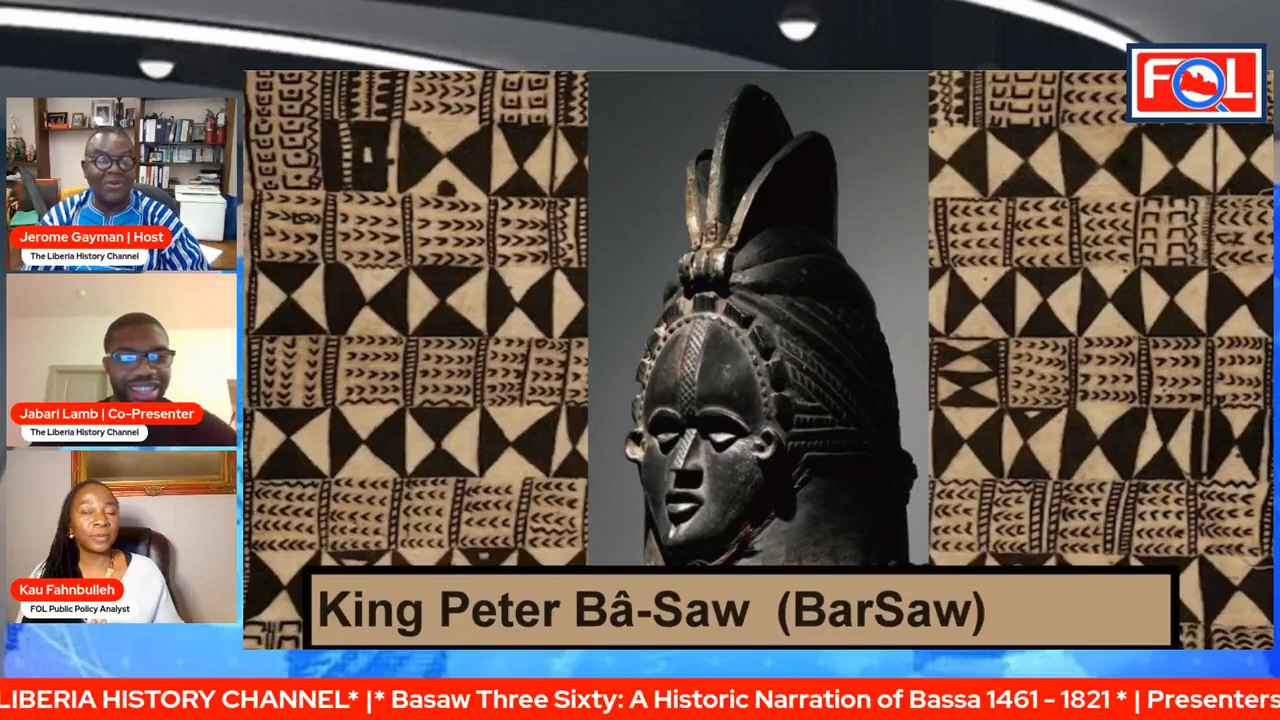 FOL
Jerome Gayman | Host
The Liberia History Channel
Jabari Lamb | Co-Presenter
The Liberia History Channel
Kau Fahnbulleh
FOL Public Policy Analyst
King Peter Bâ-Saw (BarSaw)
LIBERIA HISTORY CHANNEL* |* Basaw Three Sixty: A Historic Narration of Bassa 1461 - 1821 * | Presenters